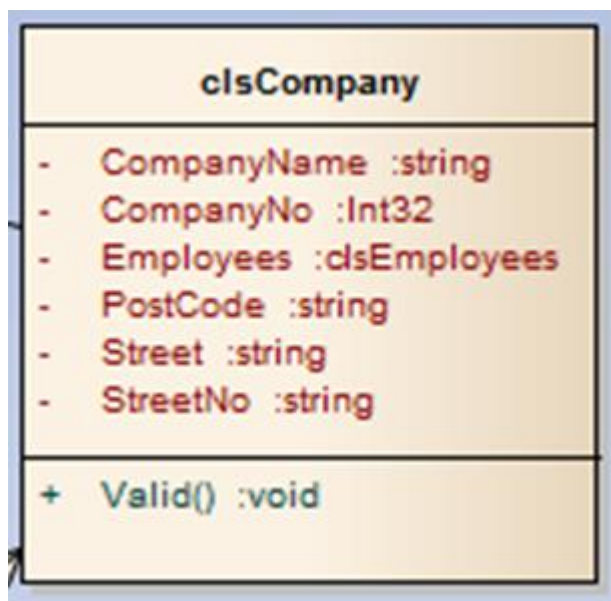 clsCompany
- CompanyName :string
- CompanyNo :Int32
- Employees :clsEmployees
- PostCode :string
- Street :string
- StreetNo :string
+ Valid() :void